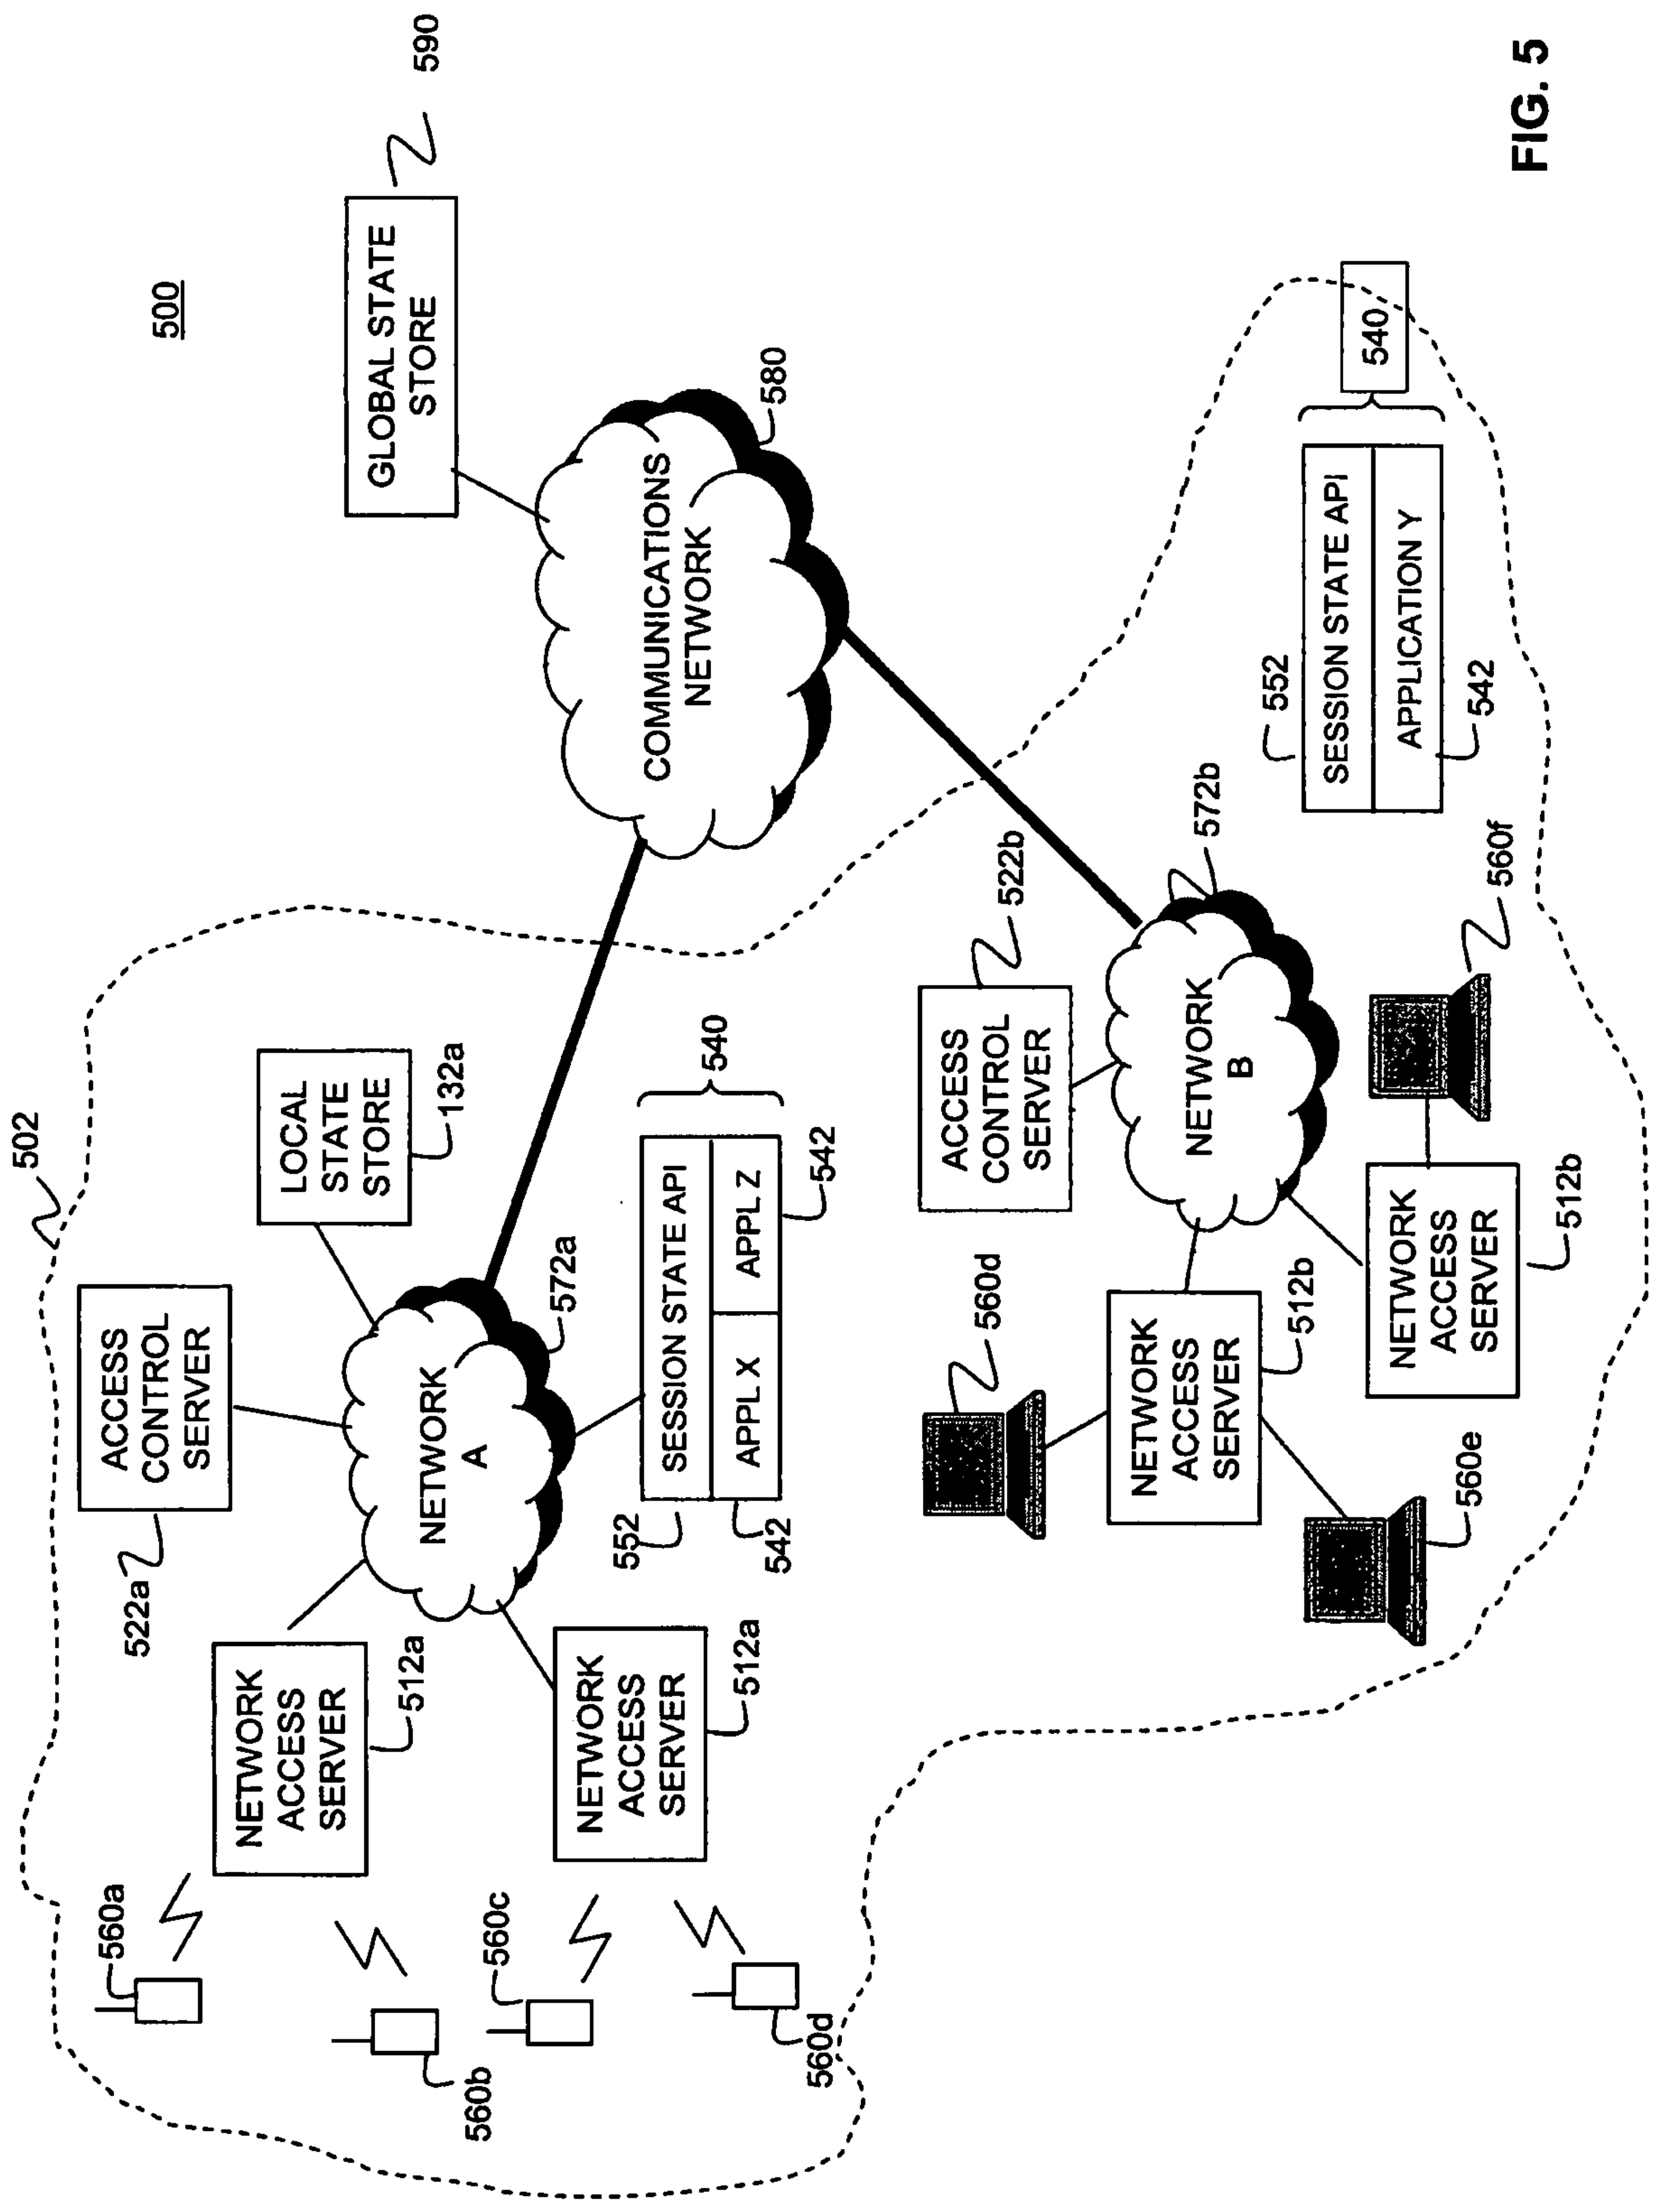 500
502
522a
ACCESS
CONTROL
SERVER
LOCAL
STATE
STORE
132a
GLOBAL STATE
STORE
590
560a
NETWORK
ACCESS
SERVER
512a
NETWORK
A
572a
COMMUNICATIONS
NETWORK
580
560b
560c
560d
NETWORK
ACCESS
SERVER
512a
552
SESSION STATE API
APPL X
APPL Z
542
542
540
560d
ACCESS
CONTROL
SERVER
522b
NETWORK
B
572b
NETWORK
ACCESS
SERVER
512b
560e
NETWORK
ACCESS
SERVER
512b
560f
552
SESSION STATE API
APPLICATION Y
542
540
FIG. 5